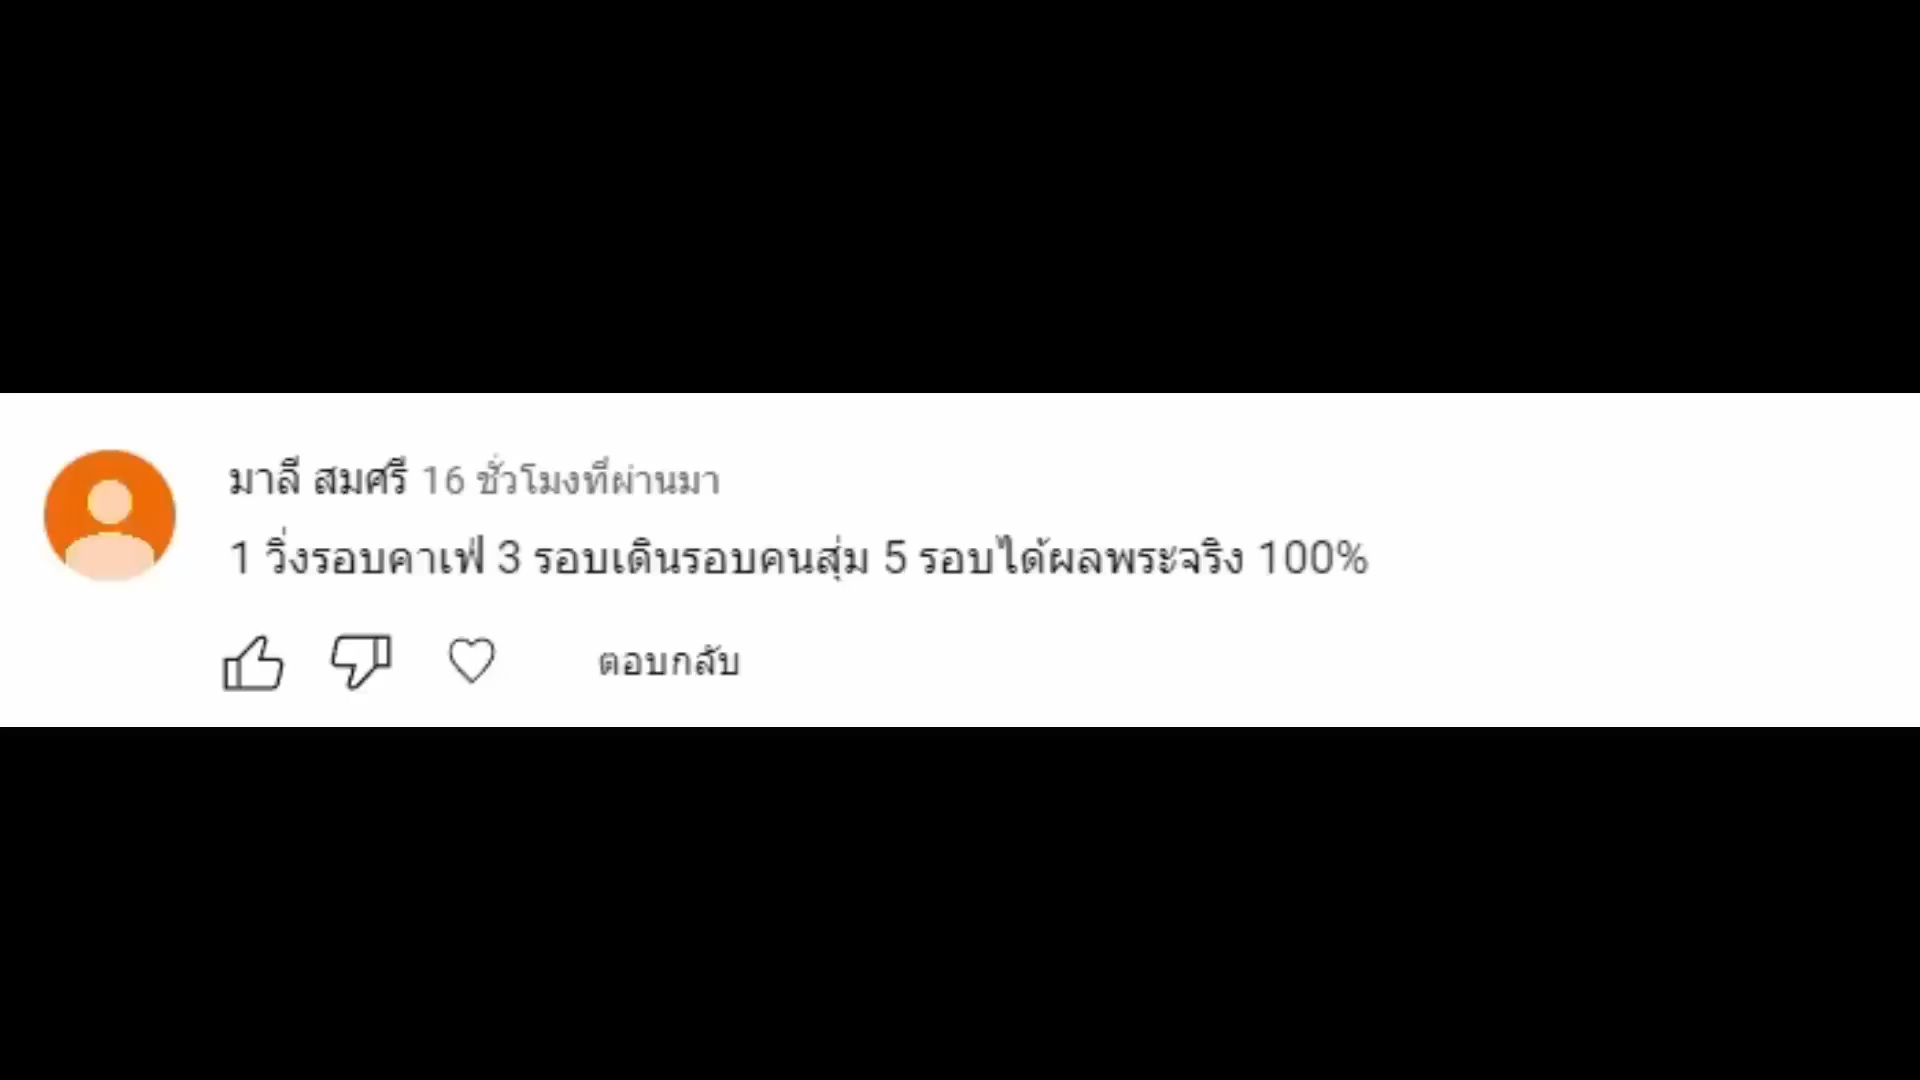 มาลี สมศรี 16 ชั่วโมงที่ผ่านมา
1 วิ่งรอบคาเฟ่ 3 รอบเดินรอบคนสุ่ม 5 รอบได้ผลพระจริง 100%
ตอบกลับ